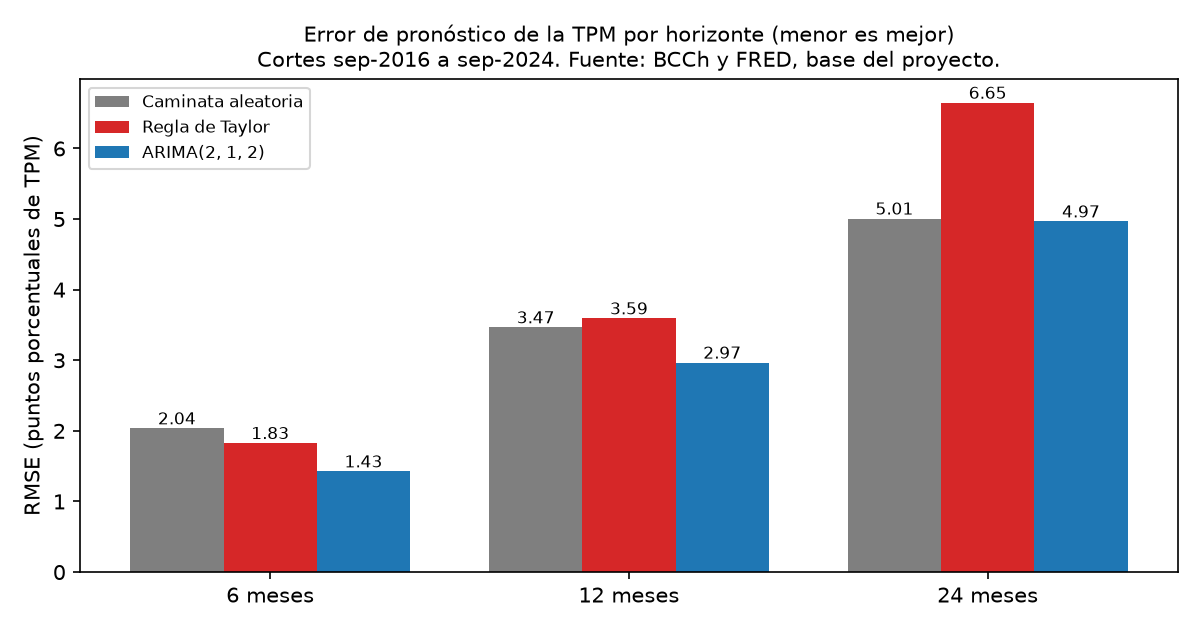 Error de pronóstico de la TPM por horizonte (menor es mejor)
Cortes sep-2016 a sep-2024. Fuente: BCCh y FRED, base del proyecto.
Caminata aleatoria
Regla de Taylor
ARIMA(2, 1, 2)
RMSE (puntos porcentuales de TPM)
6
5
4
3
2
1
0
2.04
1.83
1.43
3.47
3.59
2.97
5.01
6.65
4.97
6 meses
12 meses
24 meses